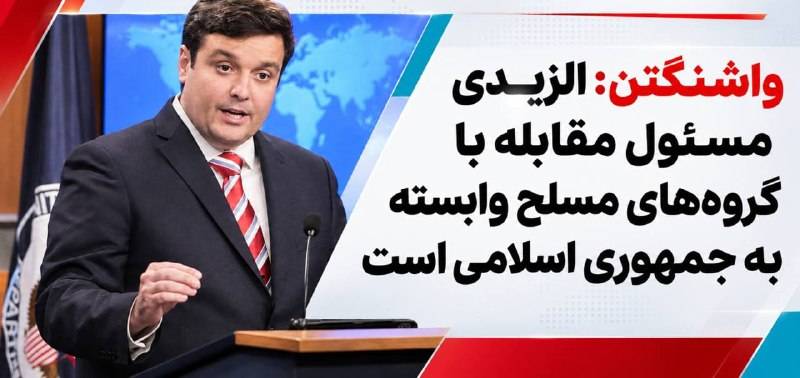 واشنگتن: الزیدی
مسئول مقابله با
گروه‌های مسلح وابسته
به جمهوری اسلامی است